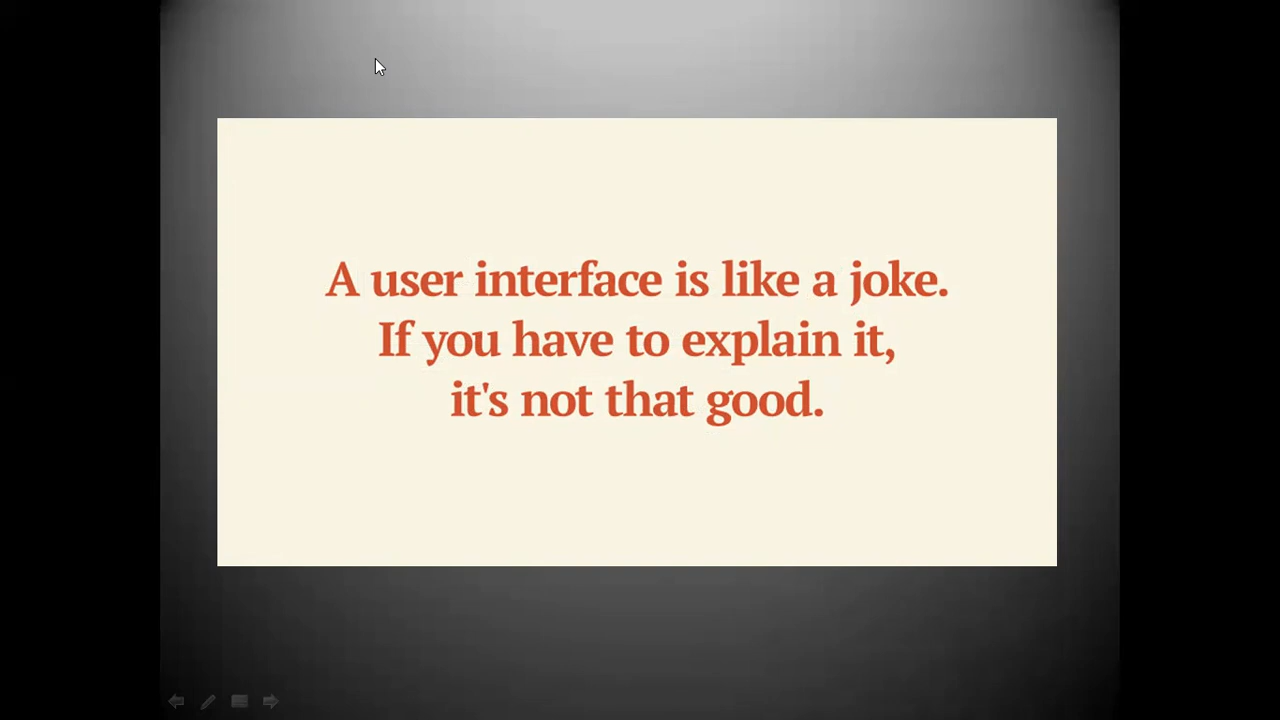 A user interface is like a joke.
If you have to explain it,
it's not that good.